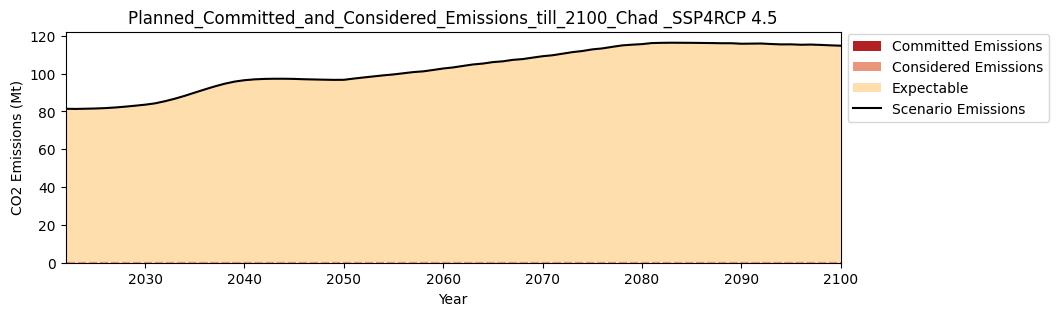 Planned_Committed_and_Considered_Emissions_till_2100_Chad _SSP4RCP 4.5
120
100
80
60
40
20
0
CO2 Emissions (Mt)
2030 2040 2050 2060 2070 2080 2090 2100
Year
Committed Emissions
Considered Emissions
Expectable
Scenario Emissions